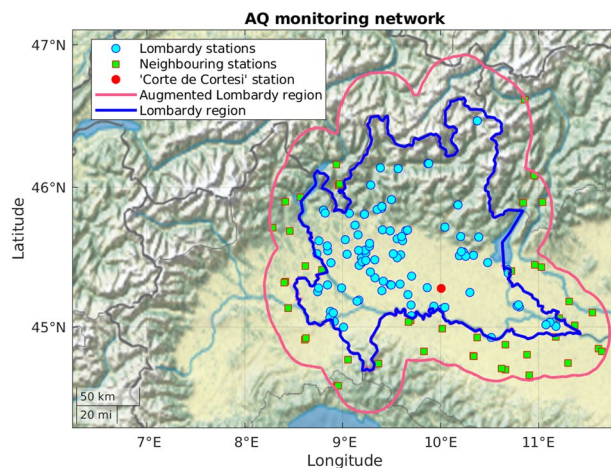 AQ monitoring network
47°N
46°N
45°N
Latitude
Lombardy stations
Neighbouring stations
'Corte de Cortesi' station
Augmented Lombardy region
Lombardy region
50 km
20 mi
7°E 8°E 9°E 10°E 11°E
Longitude